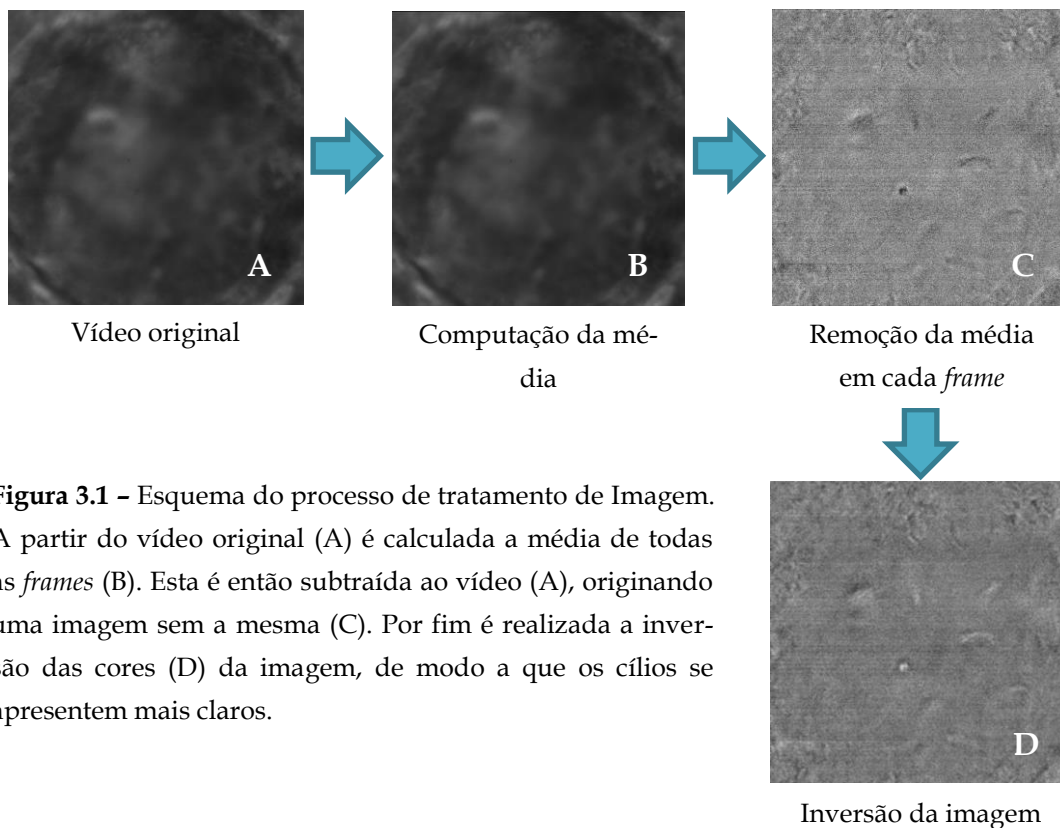 A
B
C
Vídeo original
Computação da mé-
dia
Remoção da média
em cada frame
Figura 3.1 – Esquema do processo de tratamento de Imagem.
A partir do vídeo original (A) é calculada a média de todas
as frames (B). Esta é então subtraída ao vídeo (A), originando
uma imagem sem a mesma (C). Por fim é realizada a inver-
são das cores (D) da imagem, de modo a que os cílios se
apresentem mais claros.
D
Inversão da imagem